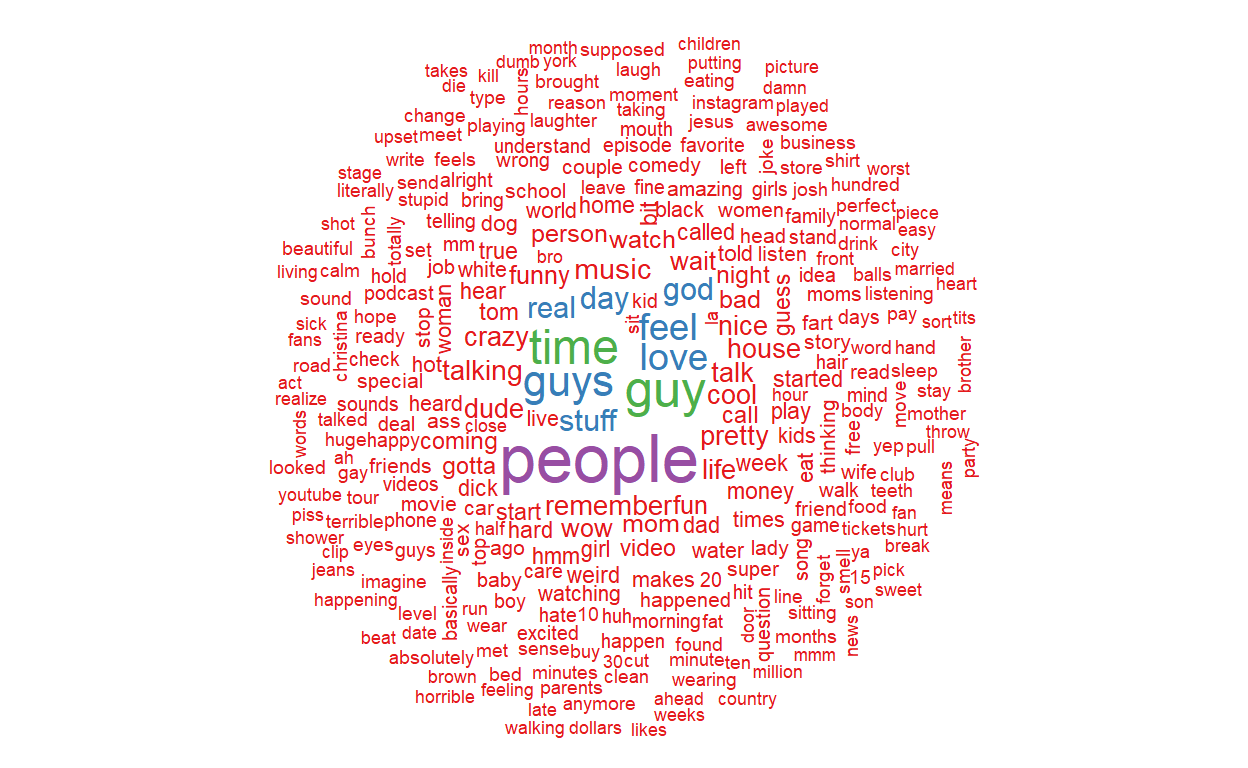 month supposed children
dumb york putting
takes kill laugh picture
die hours brought eating damn
type reason moment instagram played
change taking
playing laughter mouth jesus awesome
upset meet understand episode favorite joke business
write feels wrong couple comedy left store shirt worst
stage send alright school leave fine amazing girls josh hundred
literally stupid bring world home bit black women family perfect piece
shot bunch totally telling dog person watch called head stand normal easy
beautiful set mm true bro wait told listen drink city
living calm hold job white funny music night idea front balls married
sound podcast hear real day kid god bad guess moms listening heart
sick hope stop woman tom sit feel la nice fart days pay sort tits
fans christina ready crazy time love house story word hand
road check hot talking guys guy talk hair read sleep brother
act special started
realize sounds heard dude live stuff cool hour mind move stay
words talked deal ass close call play body mother
huge happy coming pretty kids thinking free throw
looked ah friends gotta people life week eat yep pull party
gay videos wife club means
youtube tour dick money walk teeth
piss terrible phone movie car start remember fun friend food fan
shower half hard wow mom dad times game tickets hurt
clip eyes guys basically inside sex top ago hmm girl video water lady song smell ya break
jeans imagine baby care weird makes 20 super forget 15 pick
happening boy watching happened hit line son sweet
level run hate 10 huh morning fat door question sitting
beat date wear excited happen found months news
absolutely met sense buy 30 cut minute ten mmm
brown bed minutes clean wearing million
horrible feeling parents ahead country
late anymore weeks
walking dollars likes